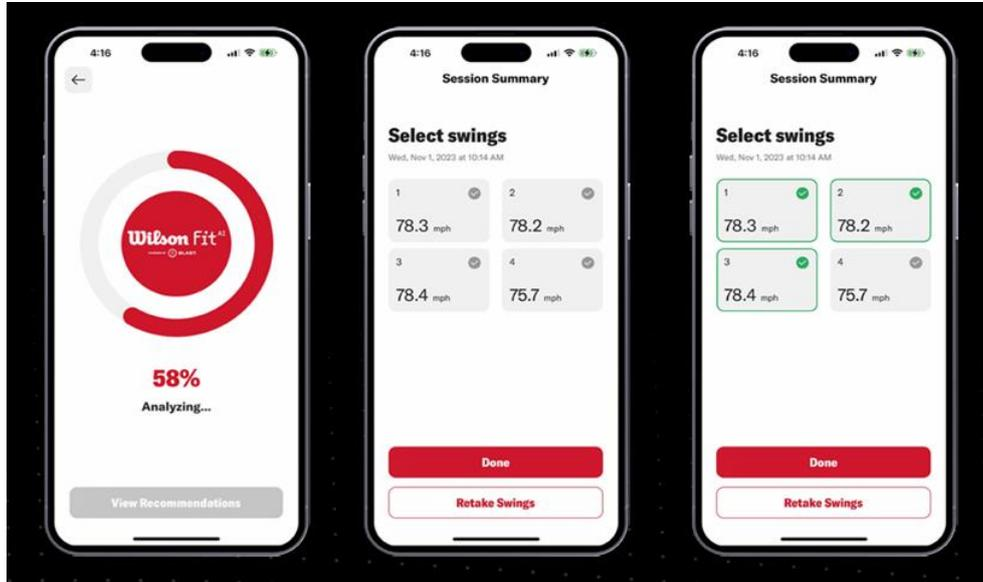 4:16
Wilson Fit AI
BLAST
58%
Analyzing...
View Recommendations
4:16
Session Summary
Select swings
Wed, Nov 1, 2023 at 10:14 AM
1
2
78.3 mph
78.2 mph
3
4
78.4 mph
75.7 mph
Done
Retake Swings
4:16
Session Summary
Select swings
Wed, Nov 1, 2023 at 10:14 AM
1
2
78.3 mph
78.2 mph
3
4
78.4 mph
75.7 mph
Done
Retake Swings